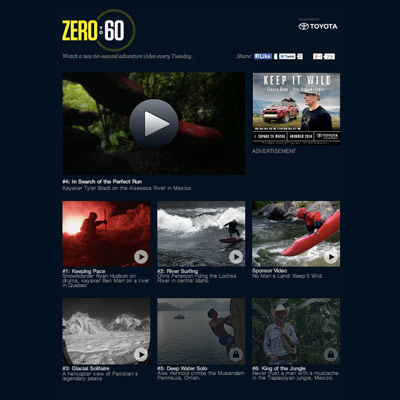 ZERO TO 60
TOYOTA
Watch a new 60-second adventure video every Tuesday.
Share:
Like
Tweet
KEEP IT WILD
TOYOTA
ADVERTISEMENT
#4: In Search of the Perfect Run
Kayaker Tyler Bradt on the Alseseca River in Mexico
#1: Keeping Pace
Snowboarder Ryan Hudson on
drums, kayaker Ben Marr on a river
in Quebec
#2: River Surfing
Chris Peterson riding the Lochsa
River in central Idaho
Sponsor Video
No Man's Land: Keep it Wild.
#3: Glacial Solitaire
A helicopter view of Pakistan's
legendary peaks
#5: Deep Water Solo
Alex Honnold climbs the Musandam
Peninsula, Oman.
#6: King of the Jungle
Never trust a man with a mustache
in the Tlapacoyan jungle, Mexico.